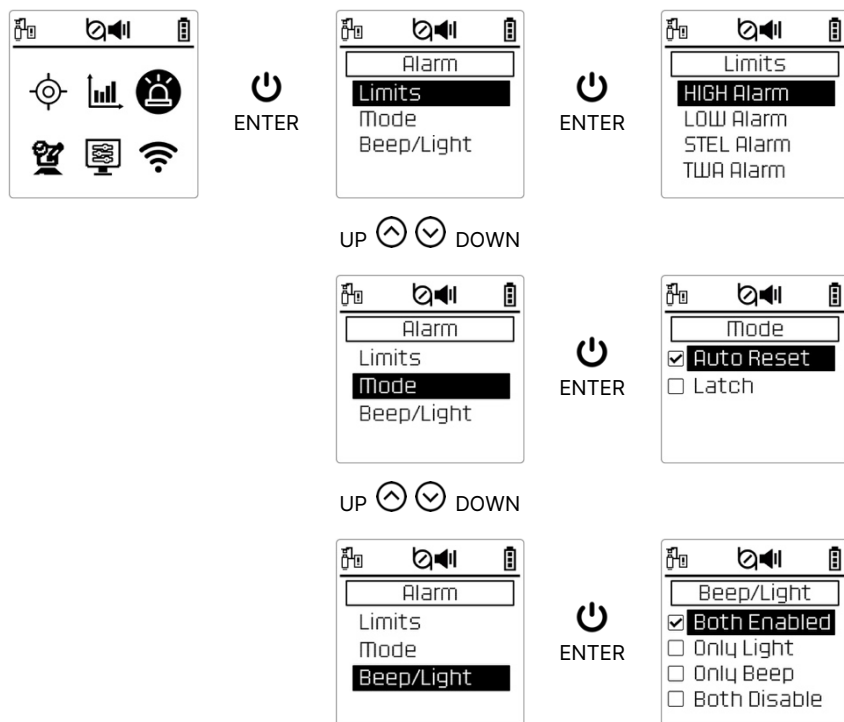 ENTER
Alarm
Limits
Mode
Beep/Light
ENTER
Limits
HIGH Alarm
LOW Alarm
STEL Alarm
TWA Alarm
UP DOWN
Alarm
Limits
Mode
Beep/Light
ENTER
Mode
Auto Reset
Latch
UP DOWN
Alarm
Limits
Mode
Beep/Light
ENTER
Beep/Light
Both Enabled
Only Light
Only Beep
Both Disable